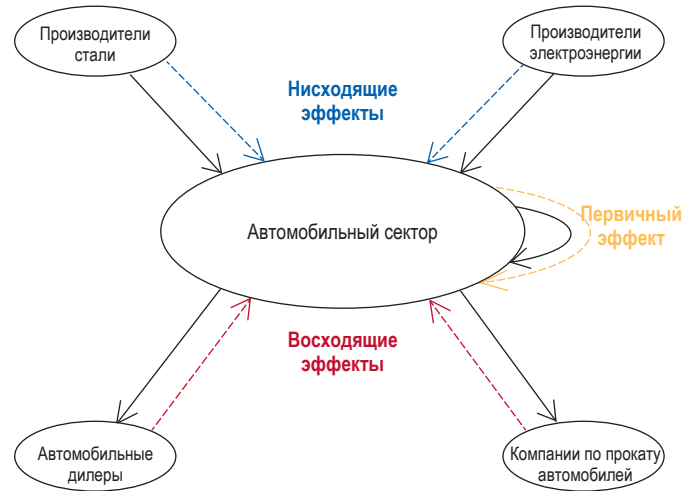 Производители
стали
Производители
электроэнергии
Нисходящие
эффекты
Автомобильный сектор
Первичный
эффект
Восходящие
эффекты
Автомобильные
дилеры
Компании по прокату
автомобилей